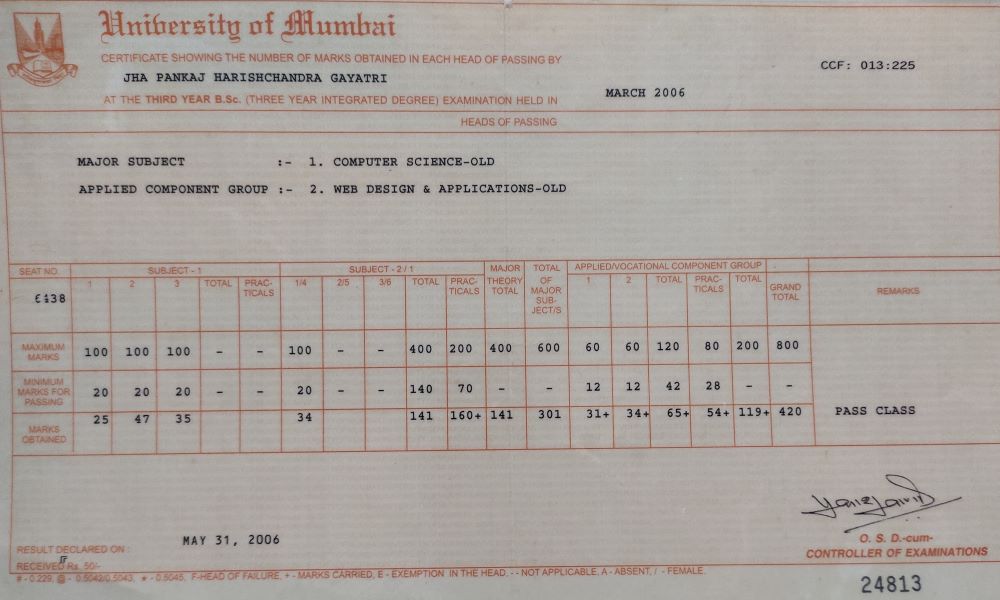 University of Mumbai
CERTIFICATE SHOWING THE NUMBER OF MARKS OBTAINED IN EACH HEAD OF PASSING BY
CCF: 013:225
JHA PANKAJ HARISHCHANDRA GAYATRI
AT THE THIRD YEAR B.Sc. (THREE YEAR INTEGRATED DEGREE) EXAMINATION HELD IN MARCH 2006
HEADS OF PASSING
MAJOR SUBJECT :- 1. COMPUTER SCIENCE-OLD
APPLIED COMPONENT GROUP :- 2. WEB DESIGN & APPLICATIONS-OLD
SEAT NO. SUBJECT - 1 SUBJECT - 2 / 1 MAJOR THEORY TOTAL TOTAL OF MAJOR SUB-JECT/S APPLIED/VOCATIONAL COMPONENT GROUP GRAND TOTAL REMARKS
1 2 3 TOTAL PRAC-TICALS 1/4 2/5 3/6 TOTAL PRAC-TICALS 1 2 TOTAL PRAC-TICALS TOTAL
MAXIMUM MARKS 100 100 100 - - 100 - - 400 200 400 600 60 60 120 80 200 800
MINIMUM MARKS FOR PASSING 20 20 20 - - 20 - - 140 70 - - 12 12 42 28 - -
MARKS OBTAINED 25 47 35 34 141 160+ 141 301 31+ 34+ 65+ 54+ 119+ 420 PASS CLASS
RESULT DECLARED ON : MAY 31, 2006
O. S. D.-cum-
CONTROLLER OF EXAMINATIONS
RECEIVED Rs. 50/-
# - 0.229, @ - 0.5042/0.5043, * - 0.5045, F-HEAD OF FAILURE, + - MARKS CARRIED, E - EXEMPTION IN THE HEAD, - - NOT APPLICABLE, A - ABSENT, / - FEMALE.
24813